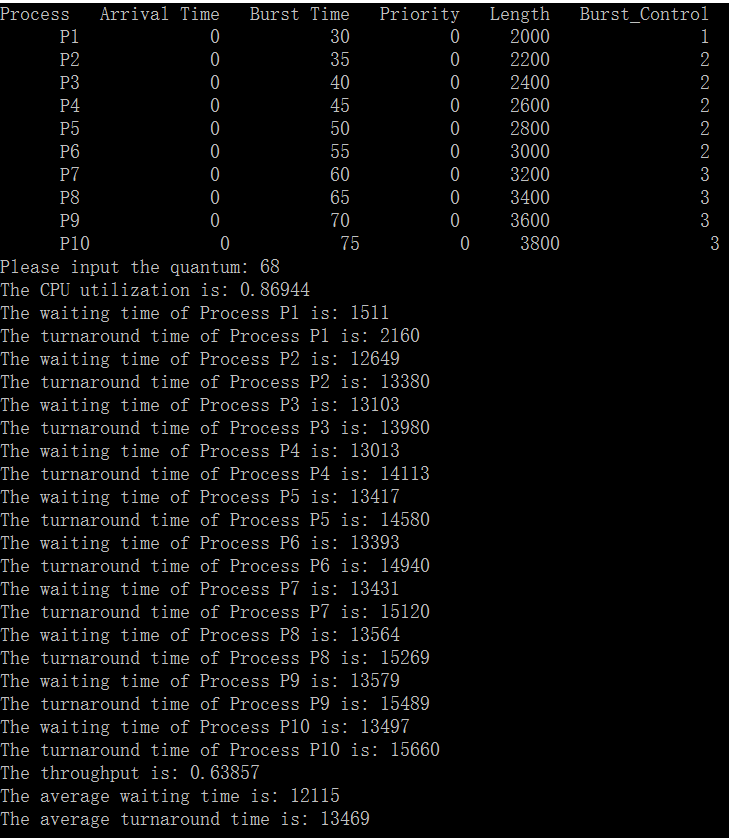 Process   Arrival Time   Burst Time   Priority   Length   Burst_Control
      P1             0           30          0     2000               1
      P2             0           35          0     2200               2
      P3             0           40          0     2400               2
      P4             0           45          0     2600               2
      P5             0           50          0     2800               2
      P6             0           55          0     3000               2
      P7             0           60          0     3200               3
      P8             0           65          0     3400               3
      P9             0           70          0     3600               3
      P10             0           75          0     3800               3
Please input the quantum: 68
The CPU utilization is: 0.86944
The waiting time of Process P1 is: 1511
The turnaround time of Process P1 is: 2160
The waiting time of Process P2 is: 12649
The turnaround time of Process P2 is: 13380
The waiting time of Process P3 is: 13103
The turnaround time of Process P3 is: 13980
The waiting time of Process P4 is: 13013
The turnaround time of Process P4 is: 14113
The waiting time of Process P5 is: 13417
The turnaround time of Process P5 is: 14580
The waiting time of Process P6 is: 13393
The turnaround time of Process P6 is: 14940
The waiting time of Process P7 is: 13431
The turnaround time of Process P7 is: 15120
The waiting time of Process P8 is: 13564
The turnaround time of Process P8 is: 15269
The waiting time of Process P9 is: 13579
The turnaround time of Process P9 is: 15489
The waiting time of Process P10 is: 13497
The turnaround time of Process P10 is: 15660
The throughput is: 0.63857
The average waiting time is: 12115
The average turnaround time is: 13469